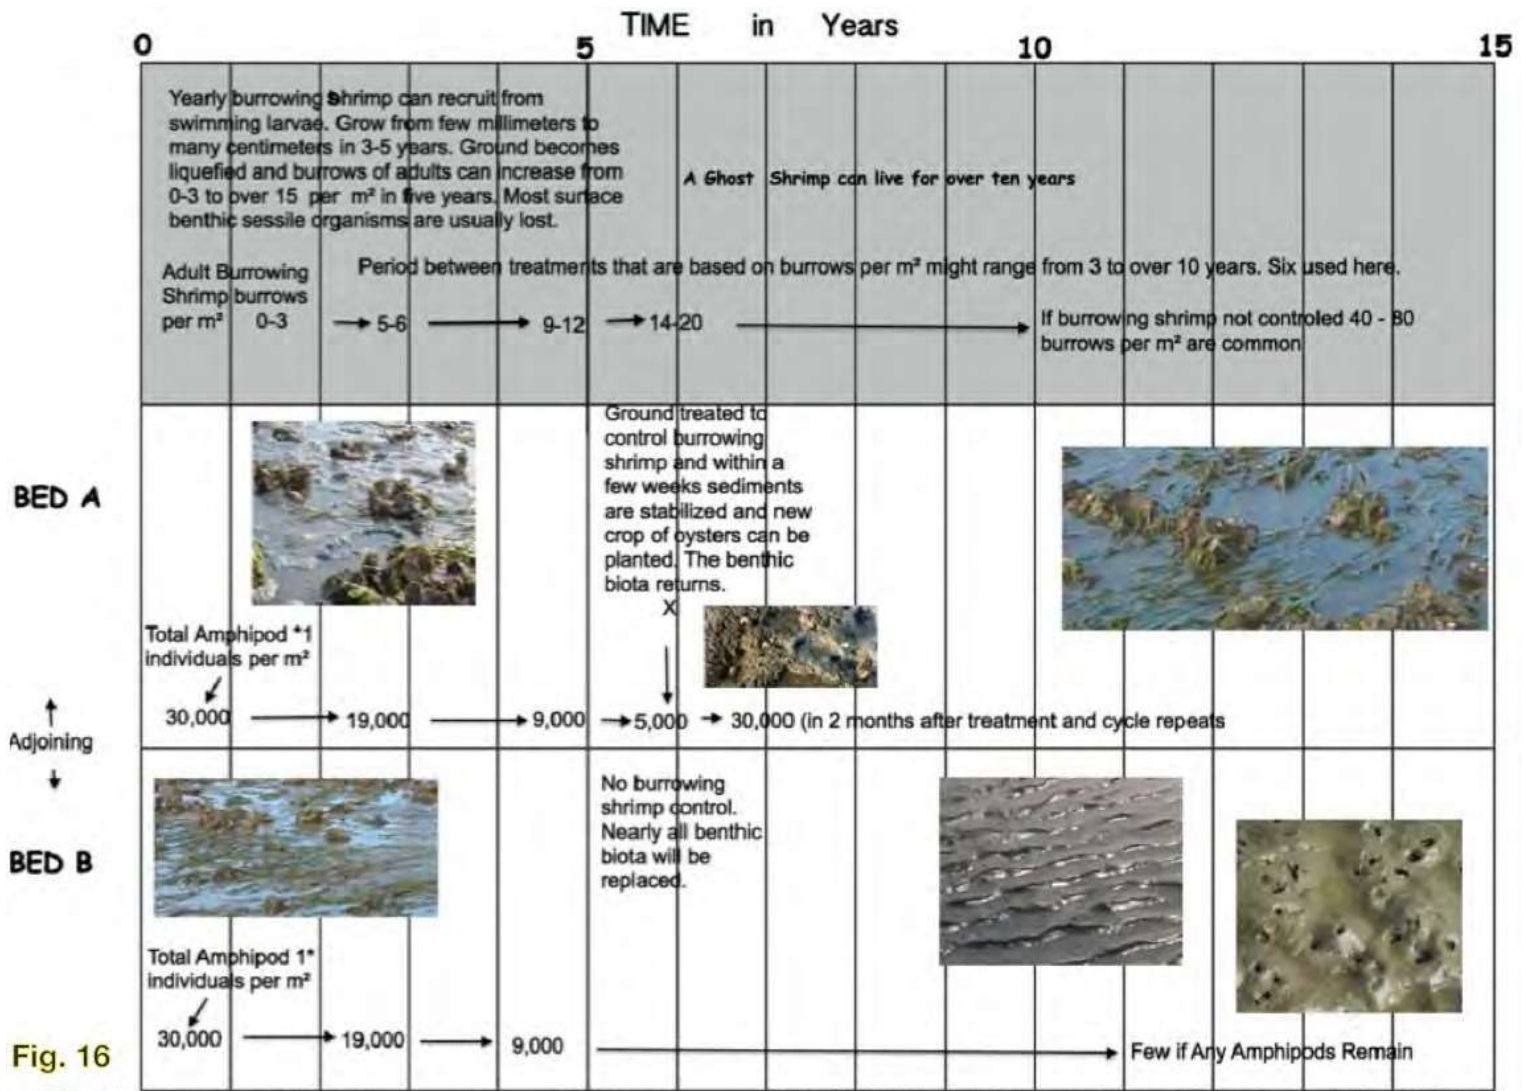 TIME in Years
0 5 10 15
Yearly burrowing Shrimp can recruit from
swimming larvae. Grow from few millimeters to
many centimeters in 3-5 years. Ground becomes
liquefied and burrows of adults can increase from
0-3 to over 15 per m² in five years. Most surface
benthic sessile organisms are usually lost.
A Ghost Shrimp can live for over ten years
Period between treatments that are based on burrows per m² might range from 3 to over 10 years. Six used here.
Adult Burrowing
Shrimp burrows
per m² 0-3 → 5-6 → 9-12 → 14-20 →
If burrowing shrimp not controled 40 - 80
burrows per m² are common
BED A
Ground treated to
control burrowing
shrimp and within a
few weeks sediments
are stabilized and new
crop of oysters can be
planted. The benthic
biota returns.
X
Total Amphipod *1
individuals per m²
30,000 → 19,000 → 9,000 → 5,000 → 30,000 (in 2 months after treatment and cycle repeats
↑
Adjoining
↓
BED B
No burrowing
shrimp control.
Nearly all benthic
biota will be
replaced.
Total Amphipod 1*
individuals per m²
30,000 → 19,000 → 9,000 → Few if Any Amphipods Remain
Fig. 16